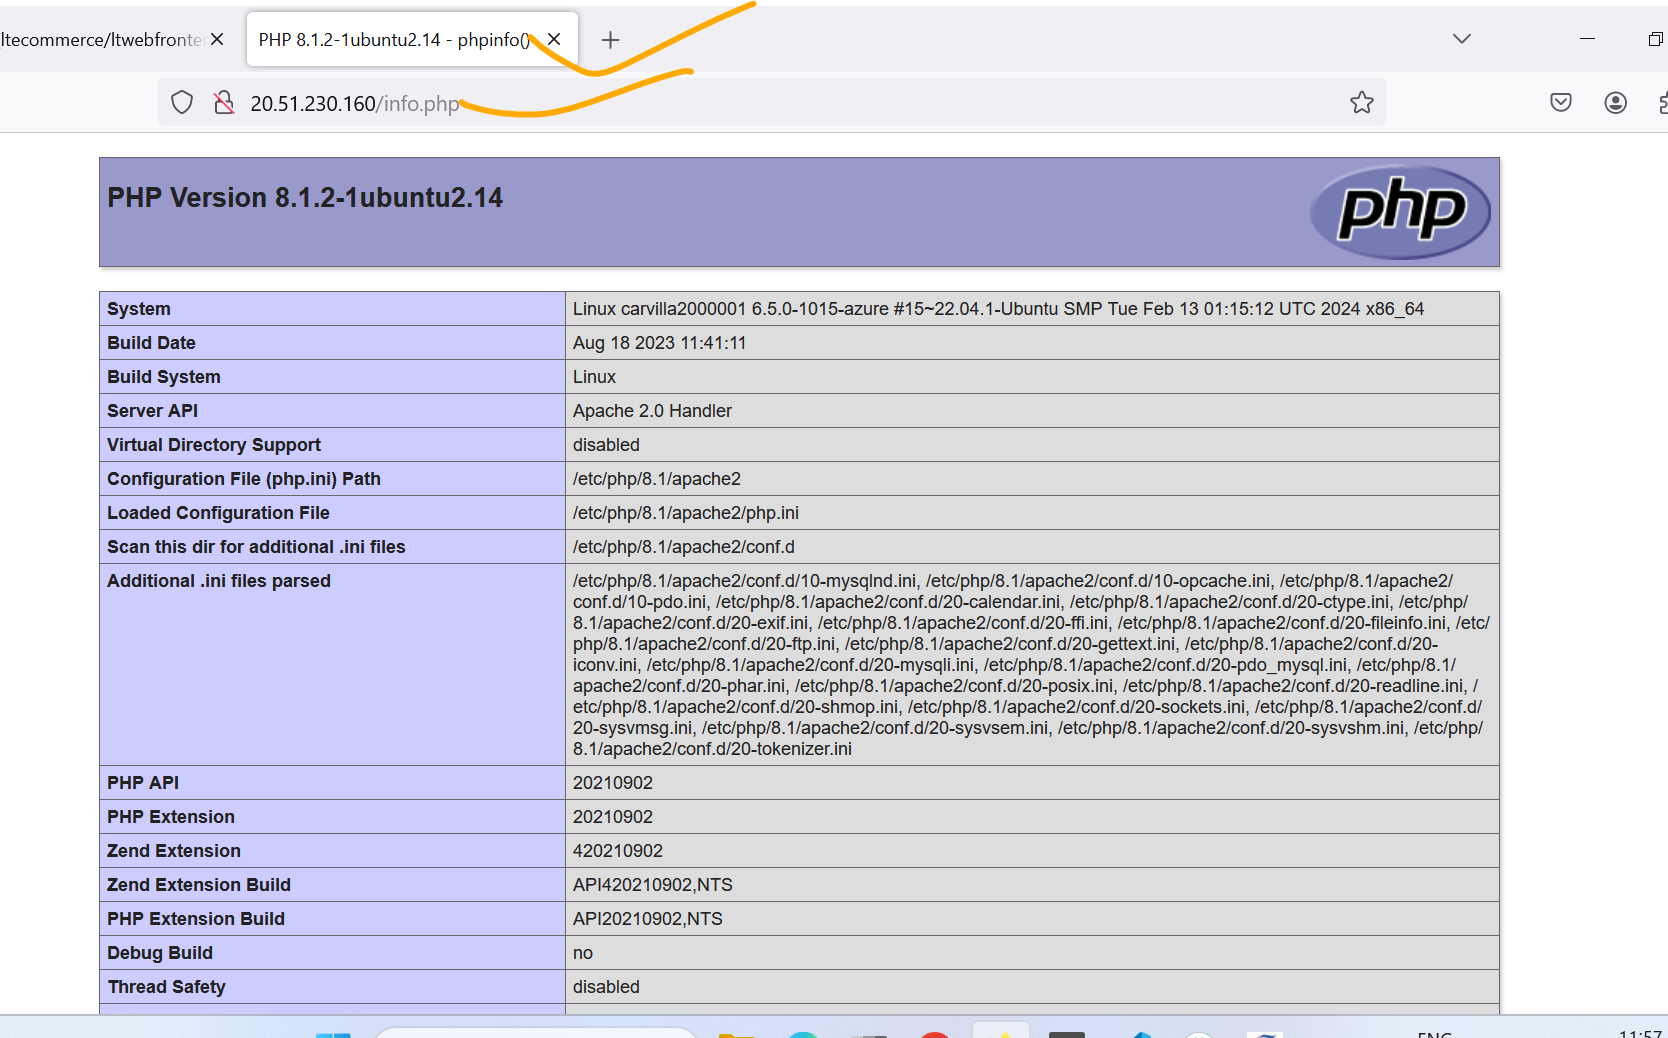 ltecommerce/ltwebfronte
PHP 8.1.2-1ubuntu2.14 - phpinfo()
20.51.230.160/info.php
PHP Version 8.1.2-1ubuntu2.14
php
System Linux carvilla2000001 6.5.0-1015-azure #15~22.04.1-Ubuntu SMP Tue Feb 13 01:15:12 UTC 2024 x86_64
Build Date Aug 18 2023 11:41:11
Build System Linux
Server API Apache 2.0 Handler
Virtual Directory Support disabled
Configuration File (php.ini) Path /etc/php/8.1/apache2
Loaded Configuration File /etc/php/8.1/apache2/php.ini
Scan this dir for additional .ini files /etc/php/8.1/apache2/conf.d
Additional .ini files parsed /etc/php/8.1/apache2/conf.d/10-mysqlnd.ini, /etc/php/8.1/apache2/conf.d/10-opcache.ini, /etc/php/8.1/apache2/
conf.d/10-pdo.ini, /etc/php/8.1/apache2/conf.d/20-calendar.ini, /etc/php/8.1/apache2/conf.d/20-ctype.ini, /etc/php/
8.1/apache2/conf.d/20-exif.ini, /etc/php/8.1/apache2/conf.d/20-ffi.ini, /etc/php/8.1/apache2/conf.d/20-fileinfo.ini, /etc/
php/8.1/apache2/conf.d/20-ftp.ini, /etc/php/8.1/apache2/conf.d/20-gettext.ini, /etc/php/8.1/apache2/conf.d/20-
iconv.ini, /etc/php/8.1/apache2/conf.d/20-mysqli.ini, /etc/php/8.1/apache2/conf.d/20-pdo_mysql.ini, /etc/php/8.1/
apache2/conf.d/20-phar.ini, /etc/php/8.1/apache2/conf.d/20-posix.ini, /etc/php/8.1/apache2/conf.d/20-readline.ini, /
etc/php/8.1/apache2/conf.d/20-shmop.ini, /etc/php/8.1/apache2/conf.d/20-sockets.ini, /etc/php/8.1/apache2/conf.d/
20-sysvmsg.ini, /etc/php/8.1/apache2/conf.d/20-sysvsem.ini, /etc/php/8.1/apache2/conf.d/20-sysvshm.ini, /etc/php/
8.1/apache2/conf.d/20-tokenizer.ini
PHP API 20210902
PHP Extension 20210902
Zend Extension 420210902
Zend Extension Build API420210902,NTS
PHP Extension Build API20210902,NTS
Debug Build no
Thread Safety disabled
ENG 11:57